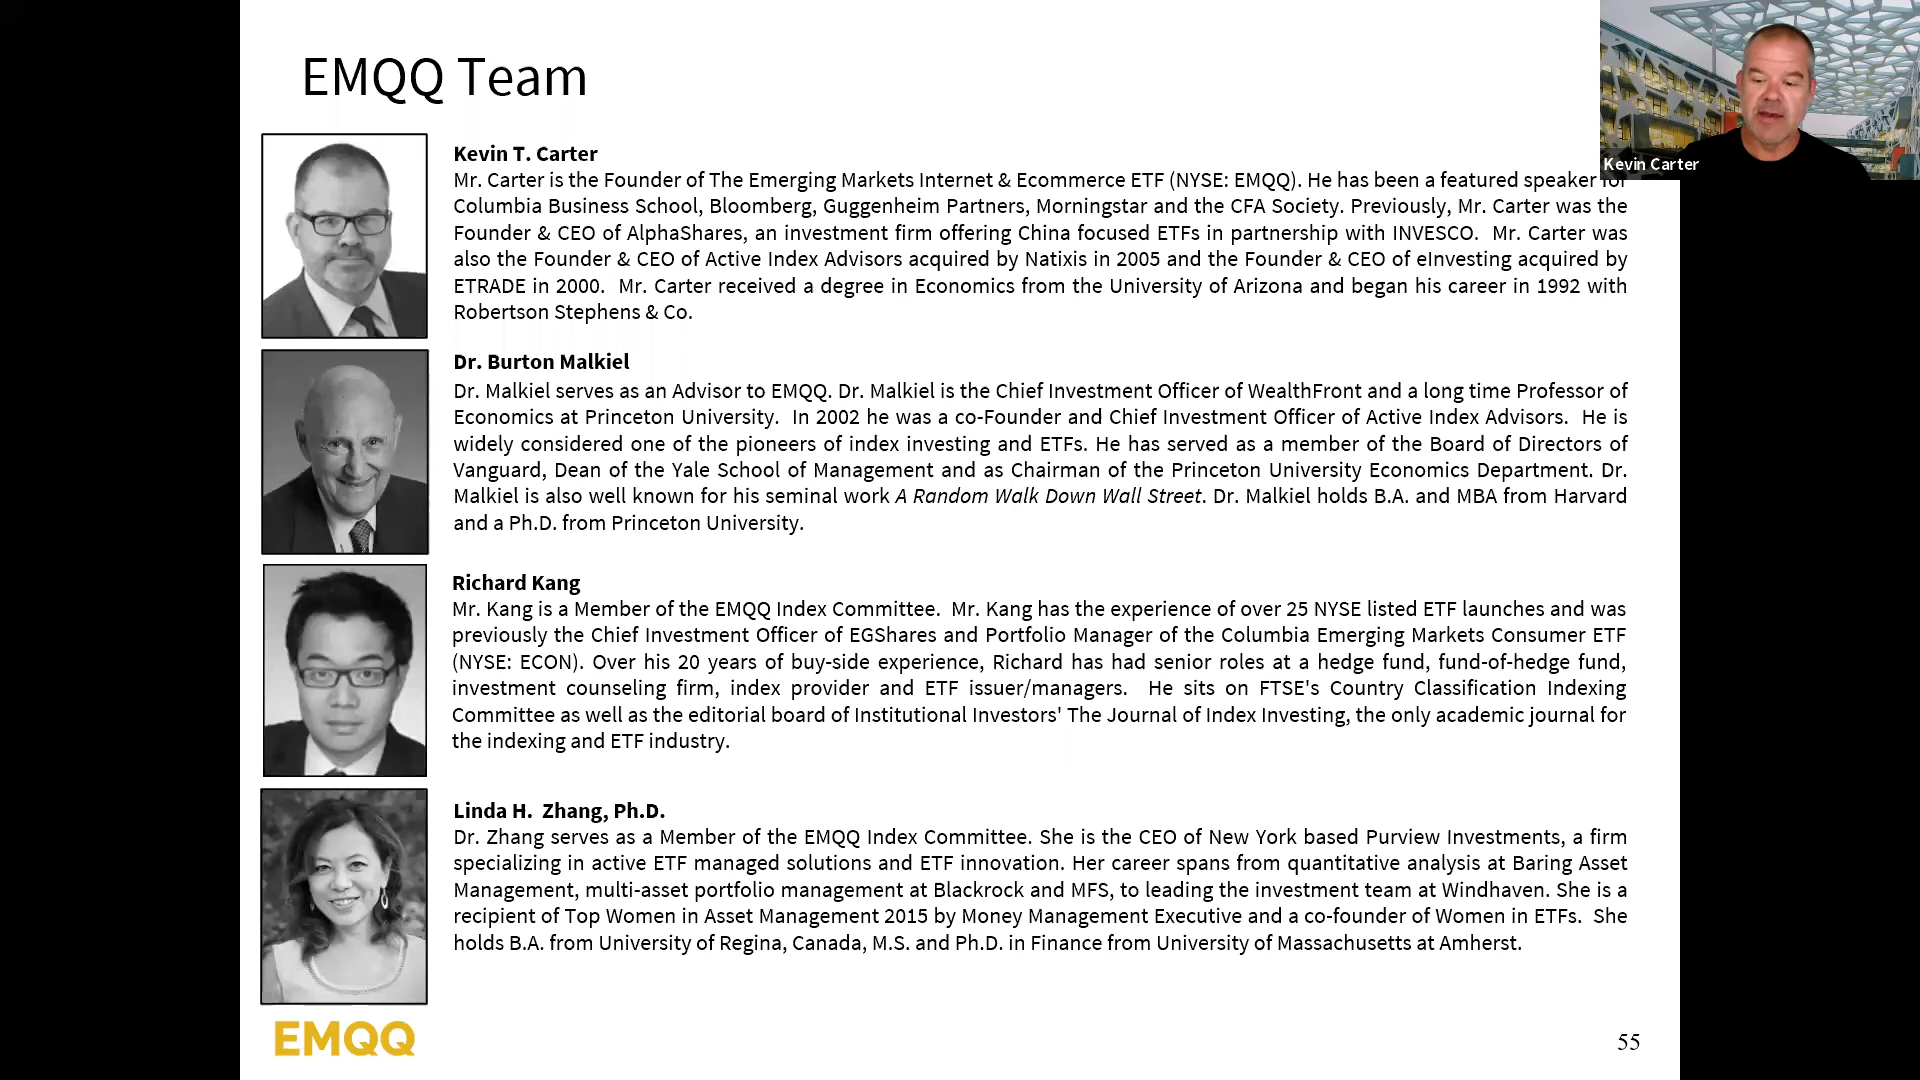 EMQQ Team
Kevin Carter
Kevin T. Carter
Mr. Carter is the Founder of The Emerging Markets Internet & Ecommerce ETF (NYSE: EMQQ). He has been a featured speaker for
Columbia Business School, Bloomberg, Guggenheim Partners, Morningstar and the CFA Society. Previously, Mr. Carter was the
Founder & CEO of AlphaShares, an investment firm offering China focused ETFs in partnership with INVESCO. Mr. Carter was
also the Founder & CEO of Active Index Advisors acquired by Natixis in 2005 and the Founder & CEO of eInvesting acquired by
ETRADE in 2000. Mr. Carter received a degree in Economics from the University of Arizona and began his career in 1992 with
Robertson Stephens & Co.
Dr. Burton Malkiel
Dr. Malkiel serves as an Advisor to EMQQ. Dr. Malkiel is the Chief Investment Officer of WealthFront and a long time Professor of
Economics at Princeton University. In 2002 he was a co-Founder and Chief Investment Officer of Active Index Advisors. He is
widely considered one of the pioneers of index investing and ETFs. He has served as a member of the Board of Directors of
Vanguard, Dean of the Yale School of Management and as Chairman of the Princeton University Economics Department. Dr.
Malkiel is also well known for his seminal work A Random Walk Down Wall Street. Dr. Malkiel holds B.A. and MBA from Harvard
and a Ph.D. from Princeton University.
Richard Kang
Mr. Kang is a Member of the EMQQ Index Committee. Mr. Kang has the experience of over 25 NYSE listed ETF launches and was
previously the Chief Investment Officer of EGShares and Portfolio Manager of the Columbia Emerging Markets Consumer ETF
(NYSE: ECON). Over his 20 years of buy-side experience, Richard has had senior roles at a hedge fund, fund-of-hedge fund,
investment counseling firm, index provider and ETF issuer/managers. He sits on FTSE's Country Classification Indexing
Committee as well as the editorial board of Institutional Investors' The Journal of Index Investing, the only academic journal for
the indexing and ETF industry.
Linda H. Zhang, Ph.D.
Dr. Zhang serves as a Member of the EMQQ Index Committee. She is the CEO of New York based Purview Investments, a firm
specializing in active ETF managed solutions and ETF innovation. Her career spans from quantitative analysis at Baring Asset
Management, multi-asset portfolio management at Blackrock and MFS, to leading the investment team at Windhaven. She is a
recipient of Top Women in Asset Management 2015 by Money Management Executive and a co-founder of Women in ETFs. She
holds B.A. from University of Regina, Canada, M.S. and Ph.D. in Finance from University of Massachusetts at Amherst.
EMQQ
55